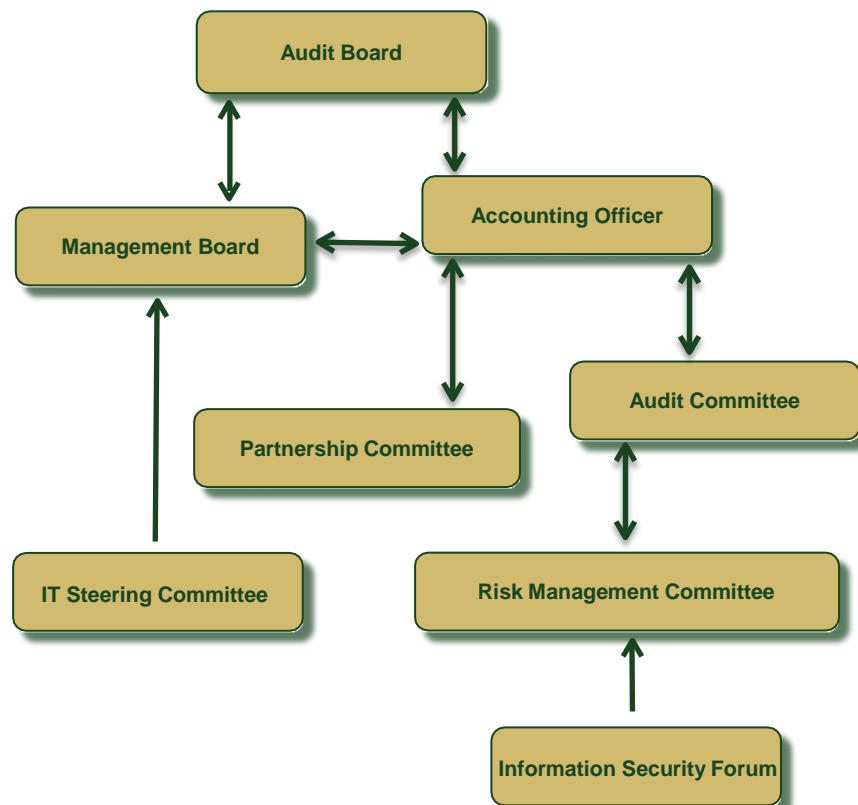 Audit Board
Accounting Officer
Management Board
Audit Committee
Partnership Committee
IT Steering Committee
Risk Management Committee
Information Security Forum